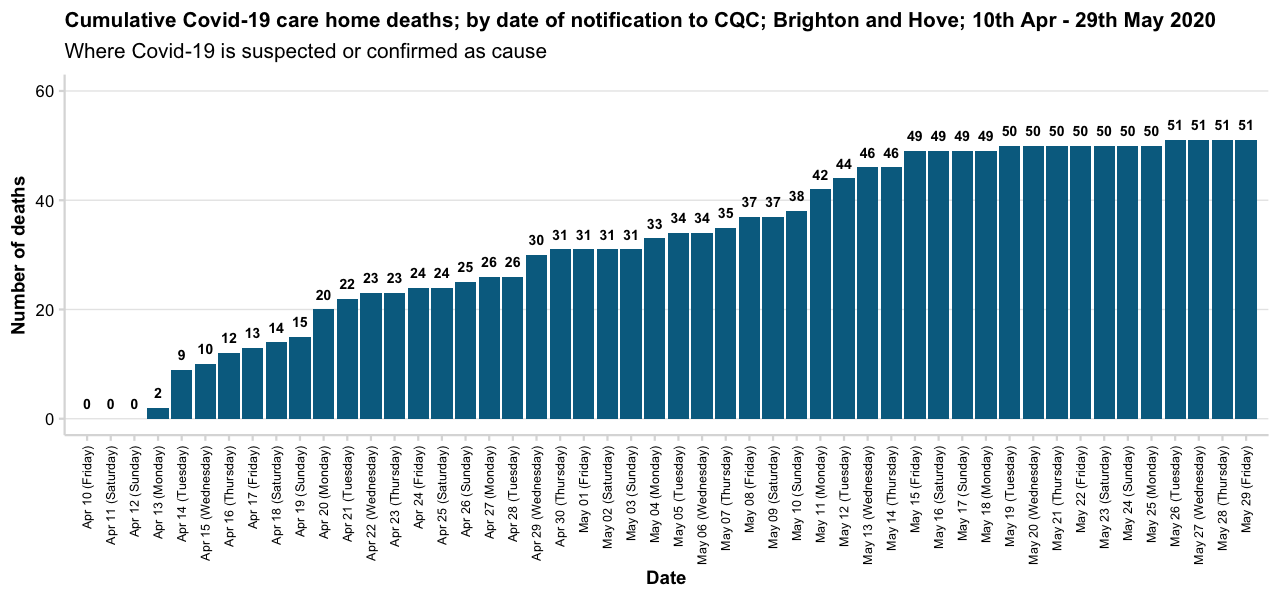 Cumulative Covid-19 care home deaths; by date of notification to CQC; Brighton and Hove; 10th Apr - 29th May 2020
Where Covid-19 is suspected or confirmed as cause
Number of deaths
60
40
20
0
0 0 0 2 9 10 12 13 14 15 20 22 23 23 24 24 25 26 26 30 31 31 31 31 33 34 34 35 37 37 38 42 44 46 46 49 49 49 49 50 50 50 50 50 50 50 51 51 51 51
Apr 10 (Friday)
Apr 11 (Saturday)
Apr 12 (Sunday)
Apr 13 (Monday)
Apr 14 (Tuesday)
Apr 15 (Wednesday)
Apr 16 (Thursday)
Apr 17 (Friday)
Apr 18 (Saturday)
Apr 19 (Sunday)
Apr 20 (Monday)
Apr 21 (Tuesday)
Apr 22 (Wednesday)
Apr 23 (Thursday)
Apr 24 (Friday)
Apr 25 (Saturday)
Apr 26 (Sunday)
Apr 27 (Monday)
Apr 28 (Tuesday)
Apr 29 (Wednesday)
Apr 30 (Thursday)
May 01 (Friday)
May 02 (Saturday)
May 03 (Sunday)
May 04 (Monday)
May 05 (Tuesday)
May 06 (Wednesday)
May 07 (Thursday)
May 08 (Friday)
May 09 (Saturday)
May 10 (Sunday)
May 11 (Monday)
May 12 (Tuesday)
May 13 (Wednesday)
May 14 (Thursday)
May 15 (Friday)
May 16 (Saturday)
May 17 (Sunday)
May 18 (Monday)
May 19 (Tuesday)
May 20 (Wednesday)
May 21 (Thursday)
May 22 (Friday)
May 23 (Saturday)
May 24 (Sunday)
May 25 (Monday)
May 26 (Tuesday)
May 27 (Wednesday)
May 28 (Thursday)
May 29 (Friday)
Date